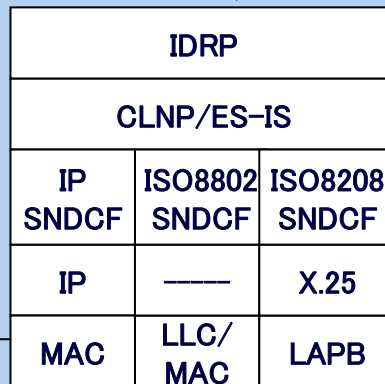 IDRP
CLNP/ES-IS
IP
SNDCF
ISO8802
SNDCF
ISO8208
SNDCF
IP
-----
X.25
MAC
LLC/
MAC
LAPB